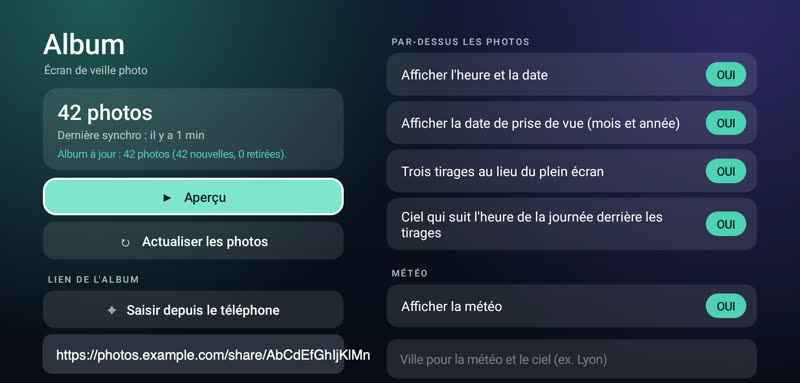 Album
Écran de veille photo
42 photos
Dernière synchro : il y a 1 min
Album à jour : 42 photos (42 nouvelles, 0 retirées).
► Aperçu
↻ Actualiser les photos
LIEN DE L'ALBUM
⌖ Saisir depuis le téléphone
https://photos.example.com/share/AbCdEfGhIjKlMn
PAR-DESSUS LES PHOTOS
Afficher l'heure et la date OUI
Afficher la date de prise de vue (mois et année) OUI
Trois tirages au lieu du plein écran OUI
Ciel qui suit l'heure de la journée derrière les
tirages OUI
MÉTÉO
Afficher la météo OUI
Ville pour la météo et le ciel (ex. Lyon)